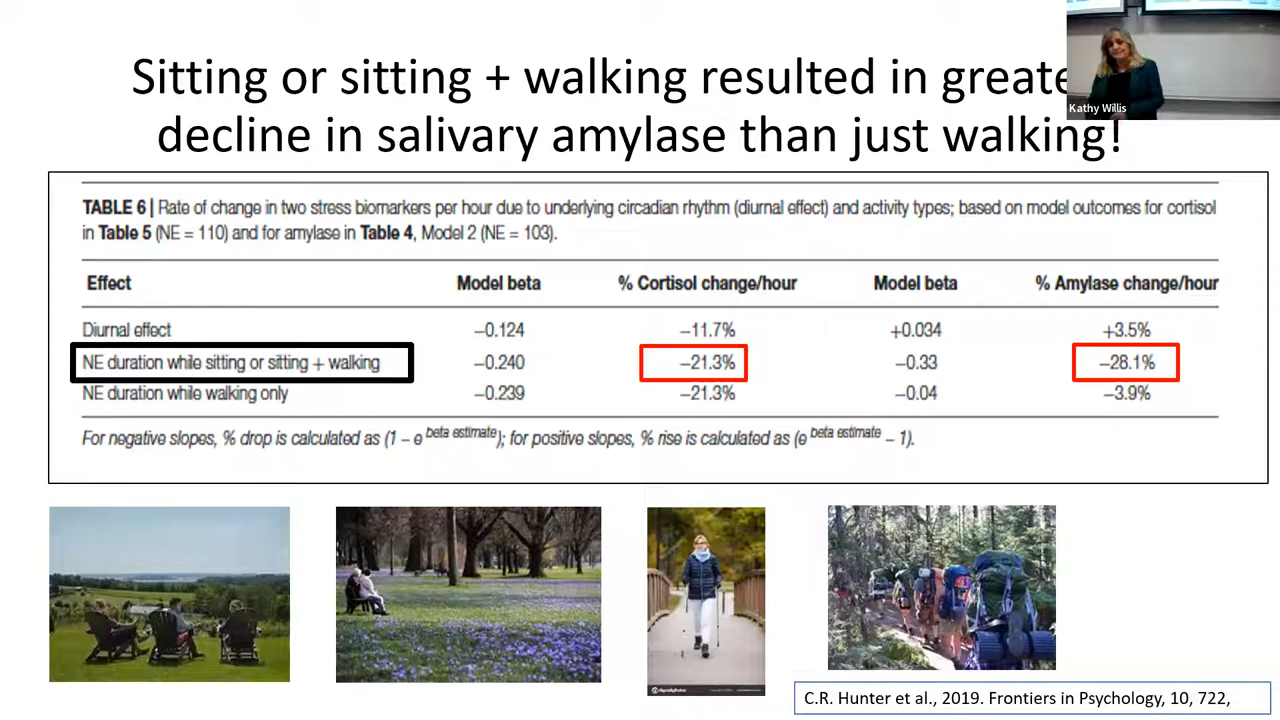 Sitting or sitting + walking resulted in greate
decline in salivary amylase than just walking!
Kathy Willis
TABLE 6 | Rate of change in two stress biomarkers per hour due to underlying circadian rhythm (diurnal effect) and activity types; based on model outcomes for cortisol
in Table 5 (NE = 110) and for amylase in Table 4, Model 2 (NE = 103).
Effect Model beta % Cortisol change/hour Model beta % Amylase change/hour
Diurnal effect −0.124 −11.7% +0.034 +3.5%
NE duration while sitting or sitting + walking −0.240 −21.3% −0.33 −28.1%
NE duration while walking only −0.239 −21.3% −0.04 −3.9%
For negative slopes, % drop is calculated as (1 − e beta estimate); for positive slopes, % rise is calculated as (e beta estimate − 1).
depositphotos
C.R. Hunter et al., 2019. Frontiers in Psychology, 10, 722,